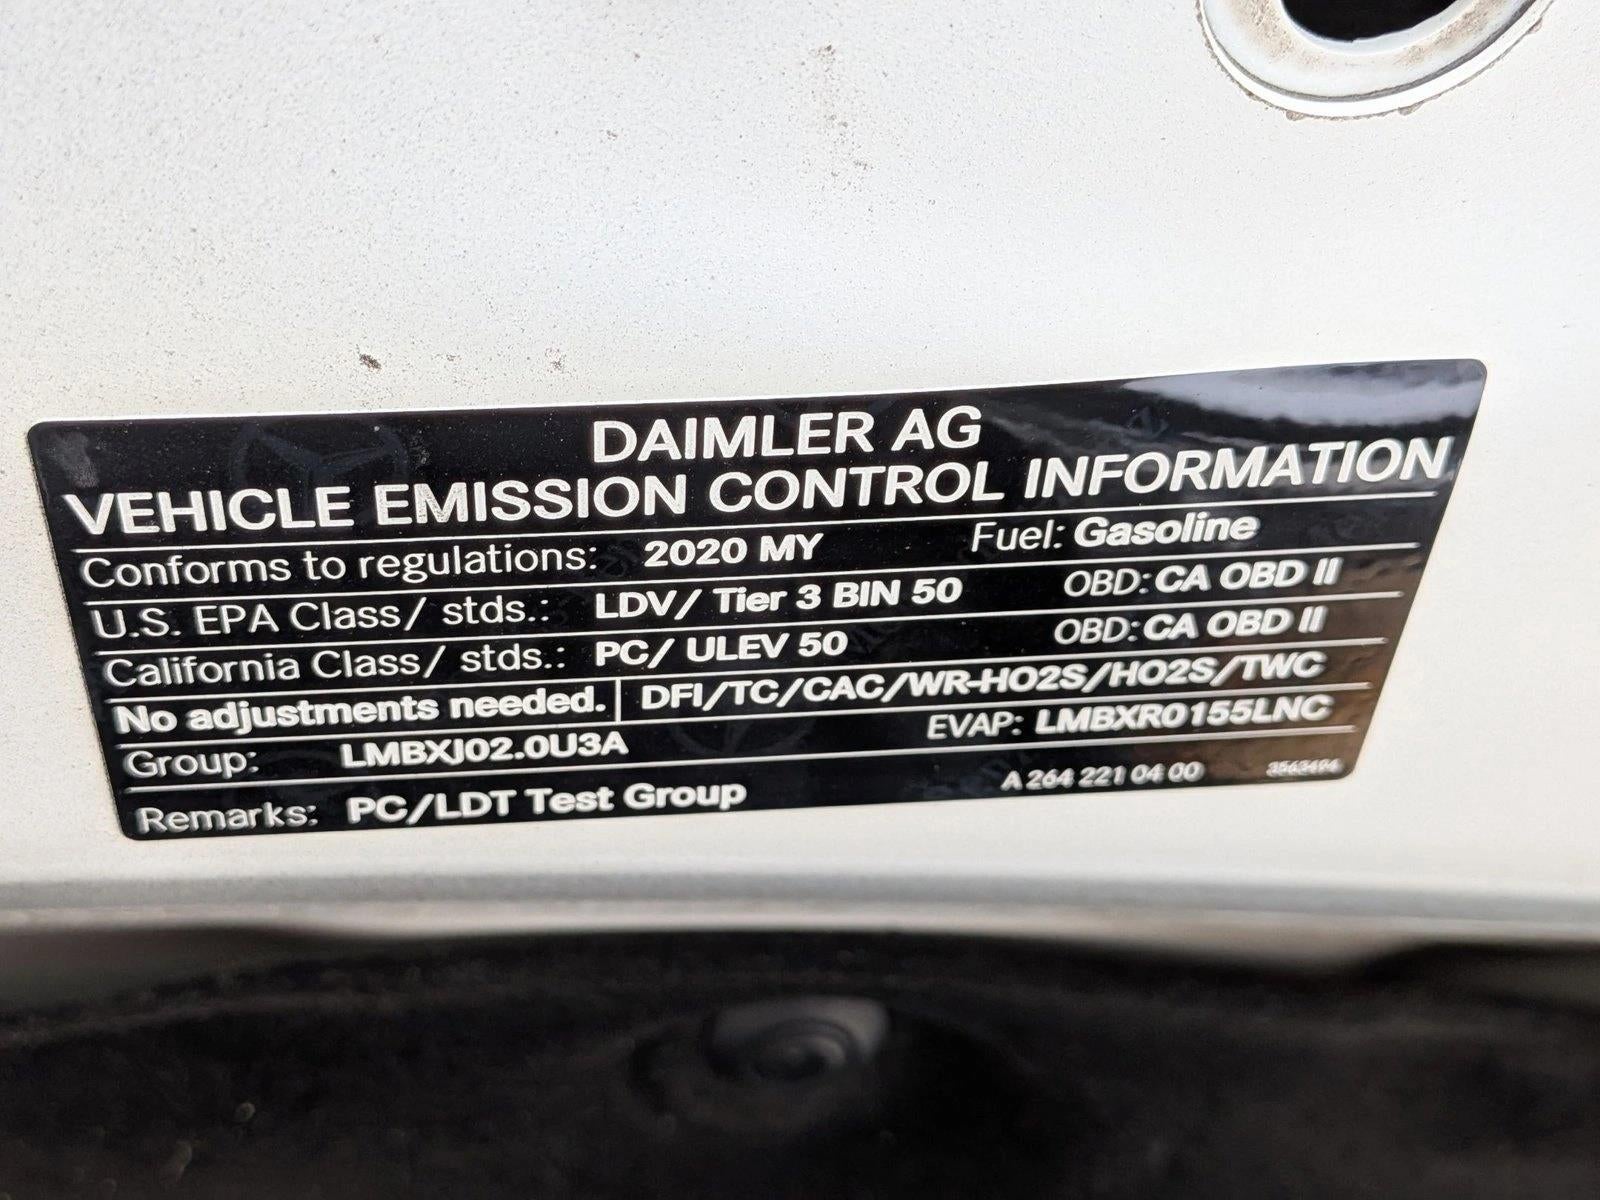 DAIMLER AG
VEHICLE EMISSION CONTROL INFORMATION
Conforms to regulations: 2020 MY Fuel: Gasoline
U.S. EPA Class/ stds.: LDV/ Tier 3 BIN 50 OBD: CA OBD II
California Class/ stds.: PC/ ULEV 50 OBD: CA OBD II
No adjustments needed. DFI/TC/CAC/WR-HO2S/HO2S/TWC
Group: LMBXJ02.0U3A EVAP: LMBXR0155LNC
Remarks: PC/LDT Test Group A 264 221 04 00